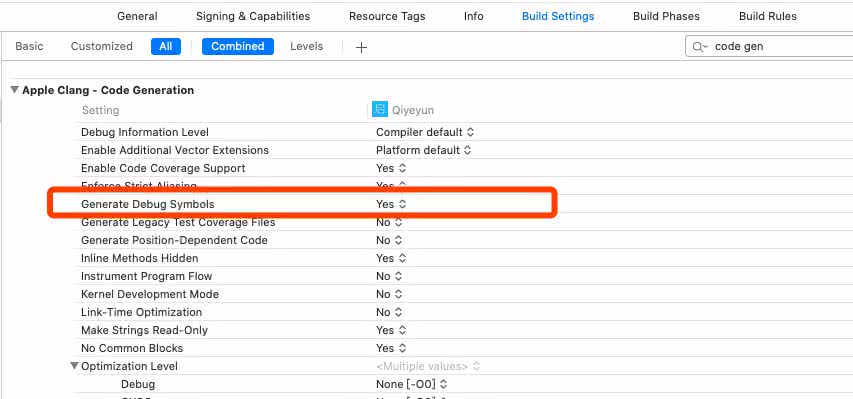 General Signing & Capabilities Resource Tags Info Build Settings Build Phases Build Rules
Basic Customized All Combined Levels + code gen
Apple Clang - Code Generation
Setting Qiyeyun
Debug Information Level Compiler default
Enable Additional Vector Extensions Platform default
Enable Code Coverage Support Yes
Enforce Strict Aliasing Yes
Generate Debug Symbols Yes
Generate Legacy Test Coverage Files No
Generate Position-Dependent Code No
Inline Methods Hidden Yes
Instrument Program Flow No
Kernel Development Mode No
Link-Time Optimization No
Make Strings Read-Only Yes
No Common Blocks Yes
Optimization Level <Multiple values>
Debug None [-O0]